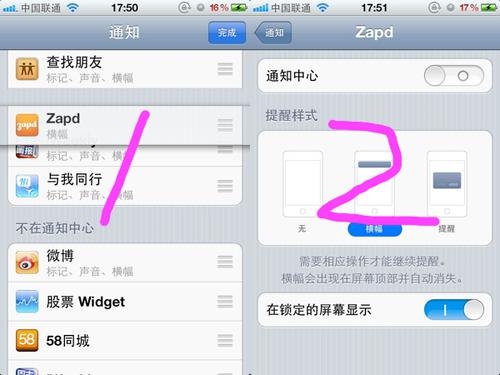 中国联通 17:50 16%
通知 完成
查找朋友
标记、声音、横幅
Zapd
横幅
与我同行
标记、声音、横幅
不在通知中心
微博
标记、声音、横幅
股票 Widget
58同城
中国联通 17:51 17%
通知 Zapd
通知中心
提醒样式
无 横幅 提醒
需要相应操作才能继续提醒。
横幅会出现在屏幕顶部并自动消失。
在锁定的屏幕显示
1 2